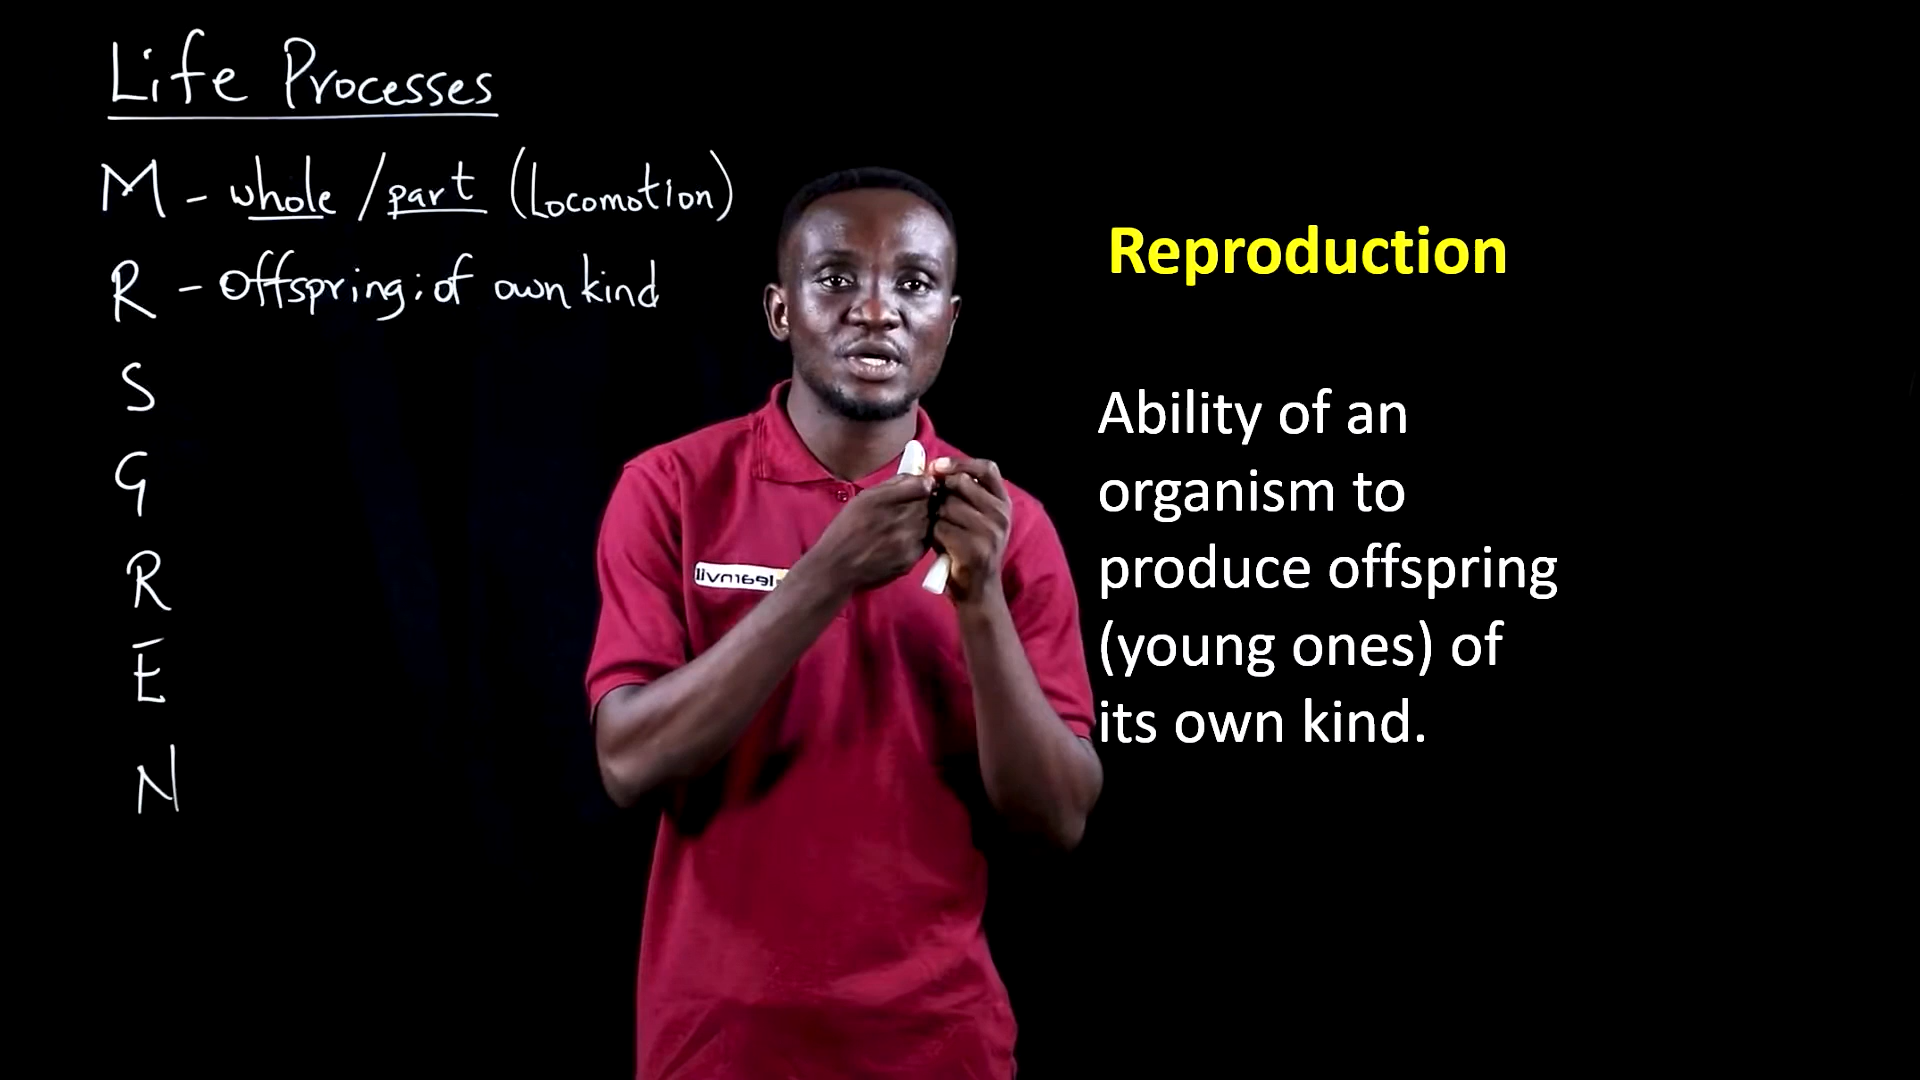 Life Processes
M - whole / part (Locomotion)
R - Offspring; of own kind
S
G
R
E
N
Reproduction
Ability of an
organism to
produce offspring
(young ones) of
its own kind.